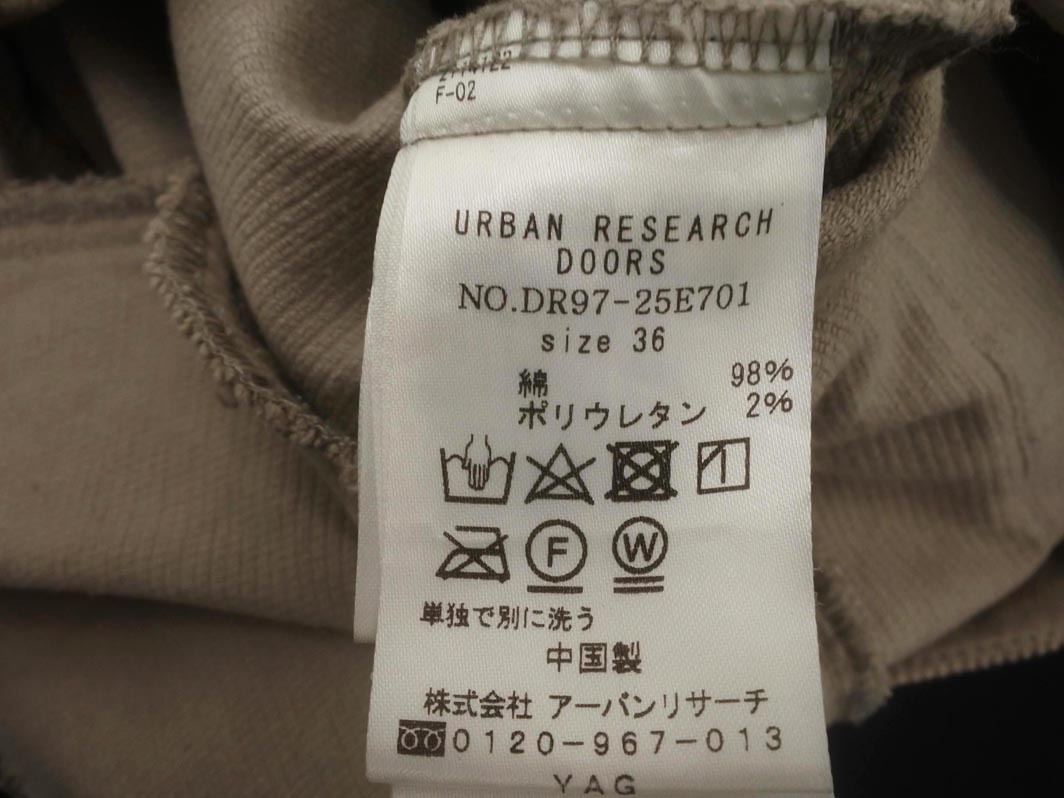 F-02
URBAN RESEARCH
DOORS
NO.DR97-25E701
size 36
綿 98%
ポリウレタン 2%
F W
単独で別に洗う
中国製
株式会社 アーバンリサーチ
0120-967-013
YAG